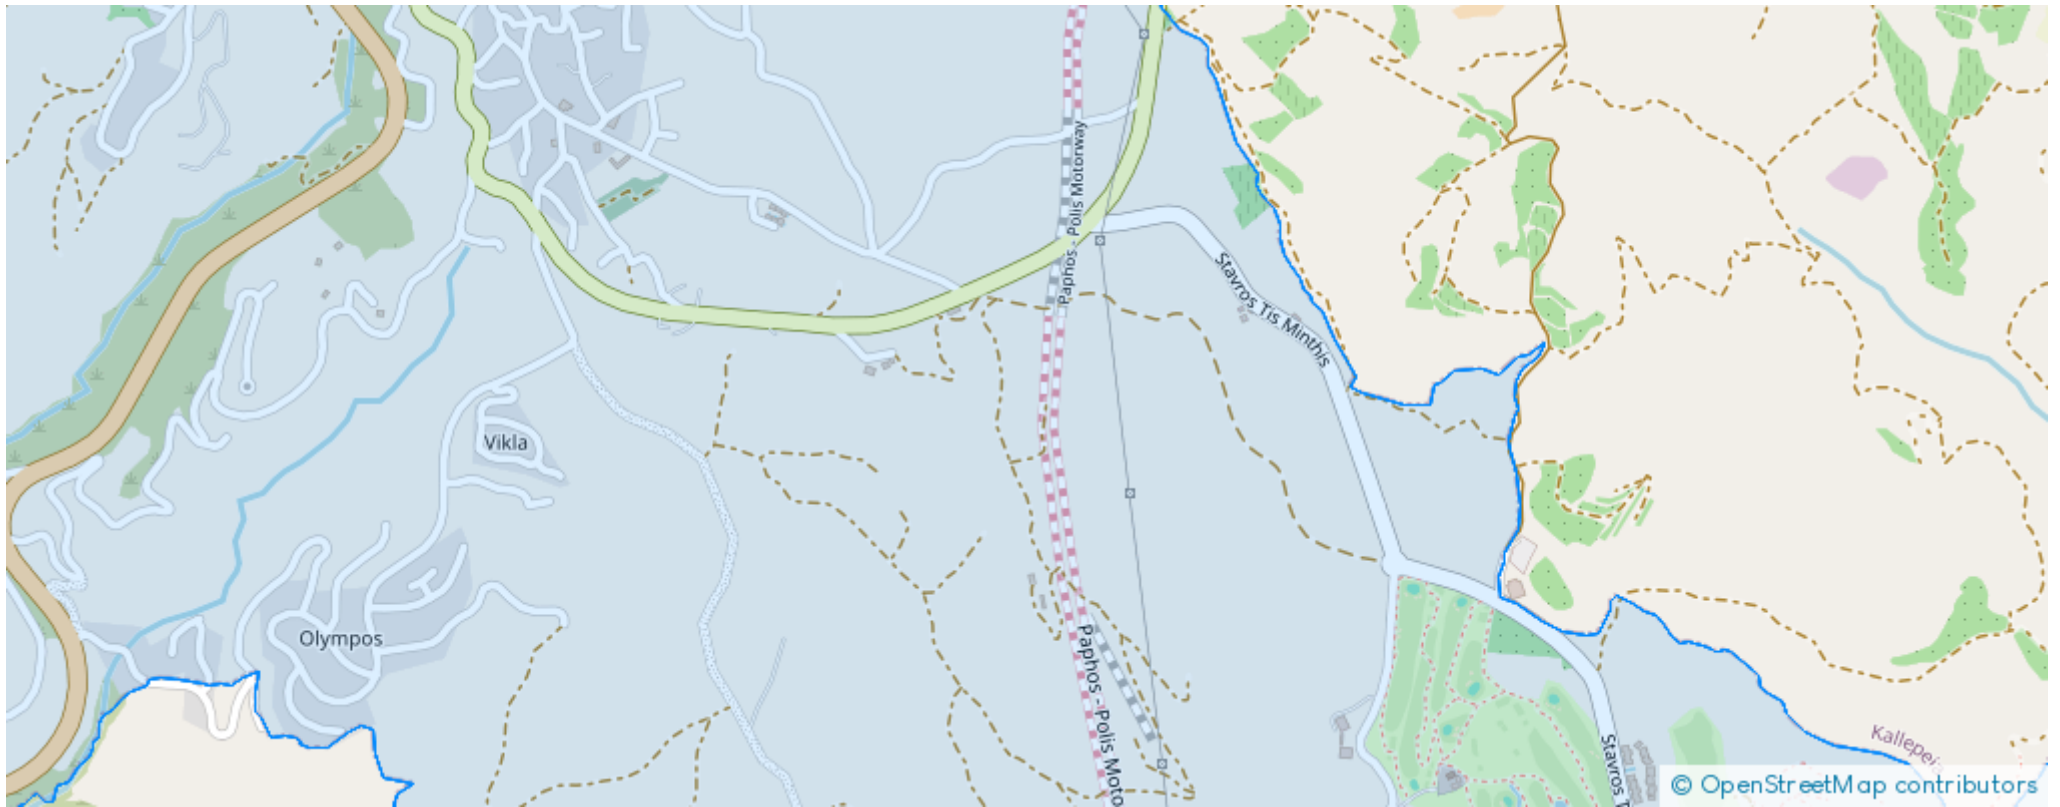 Paphos - Polis Motorway
Stavros Tis Minthis
Vikla
Olympos
Paphos - Polis Moto
Stavros T
Kallepei
© OpenStreetMap contributors